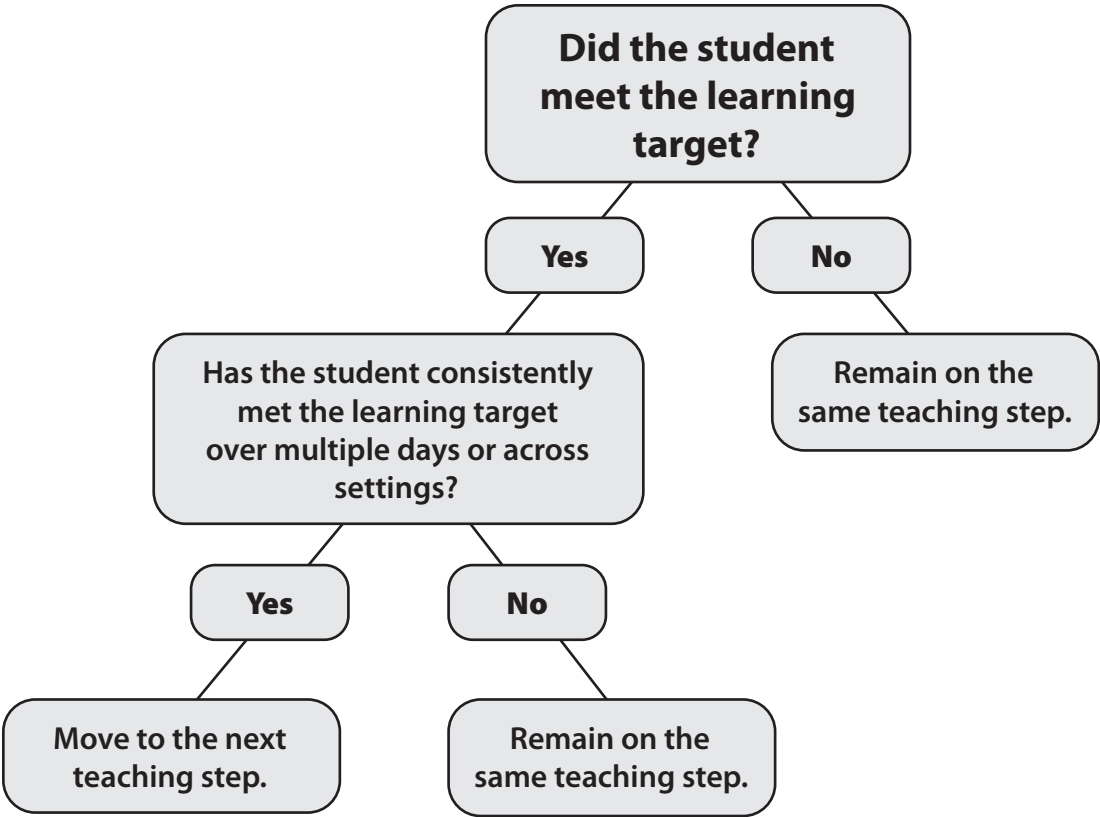 Did the student
meet the learning
target?
Yes
No
Has the student consistently
met the learning target
over multiple days or across
settings?
Remain on the
same teaching step.
Yes
No
Move to the next
teaching step.
Remain on the
same teaching step.